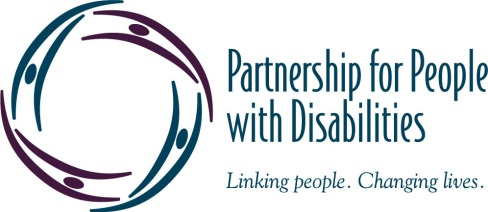 Partnership for People
with Disabilities
Linking people. Changing lives.